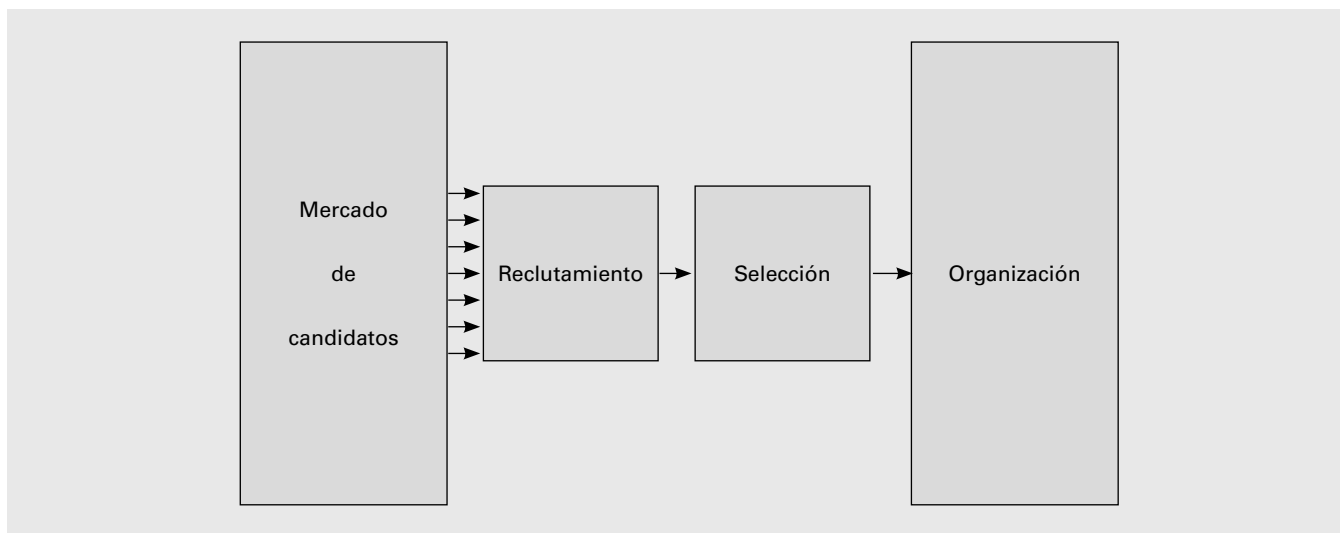 Mercado
de
candidatos
Reclutamiento
Selección
Organización